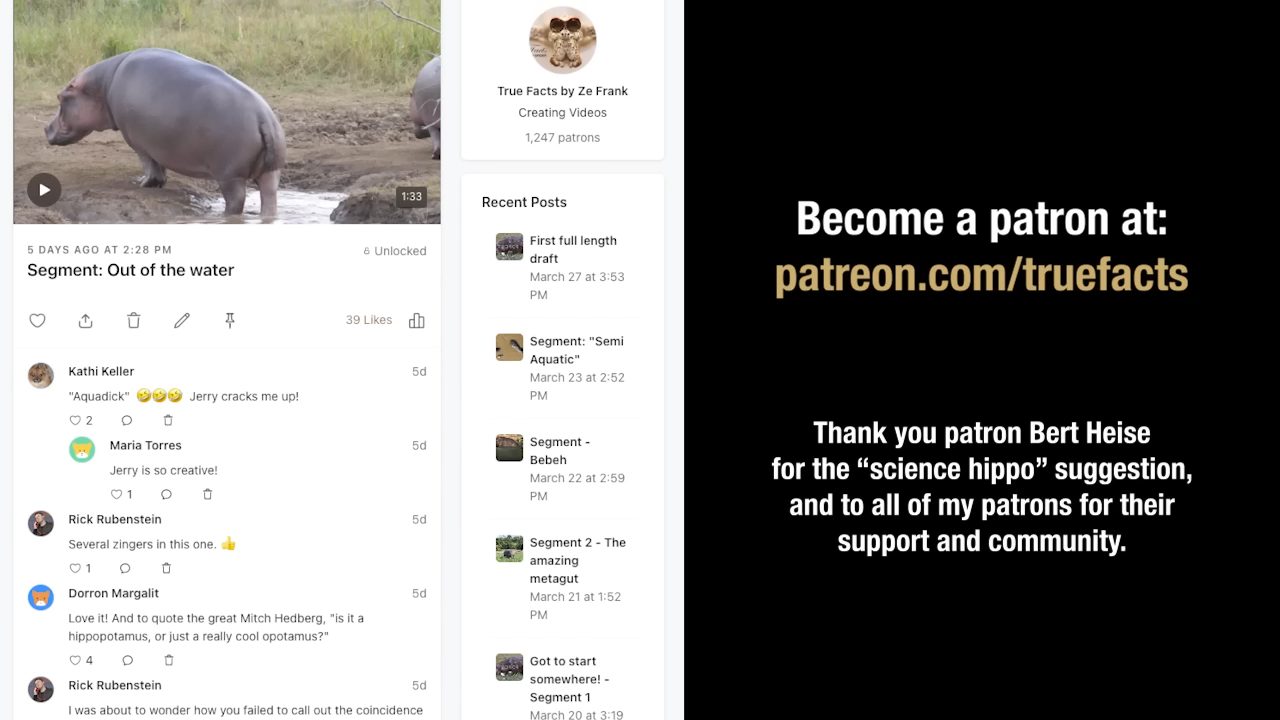 1:33
5 DAYS AGO AT 2:28 PM
Unlocked
Segment: Out of the water
39 Likes
Kathi Keller
5d
"Aquadick" 🤣🤣🤣 Jerry cracks me up!
2
Maria Torres
5d
Jerry is so creative!
1
Rick Rubenstein
5d
Several zingers in this one. 👍
1
Dorron Margalit
5d
Love it! And to quote the great Mitch Hedberg, "is it a
hippopotamus, or just a really cool opotamus?"
4
Rick Rubenstein
5d
I was about to wonder how you failed to call out the coincidence
True Facts by Ze Frank
Creating Videos
1,247 patrons
Recent Posts
First full length
draft
March 27 at 3:53
PM
Segment: "Semi
Aquatic"
March 23 at 2:52
PM
Segment -
Bebeh
March 22 at 2:59
PM
Segment 2 - The
amazing
metagut
March 21 at 1:52
PM
Got to start
somewhere! -
Segment 1
March 20 at 3:19
Become a patron at:
patreon.com/truefacts
Thank you patron Bert Heise
for the “science hippo” suggestion,
and to all of my patrons for their
support and community.